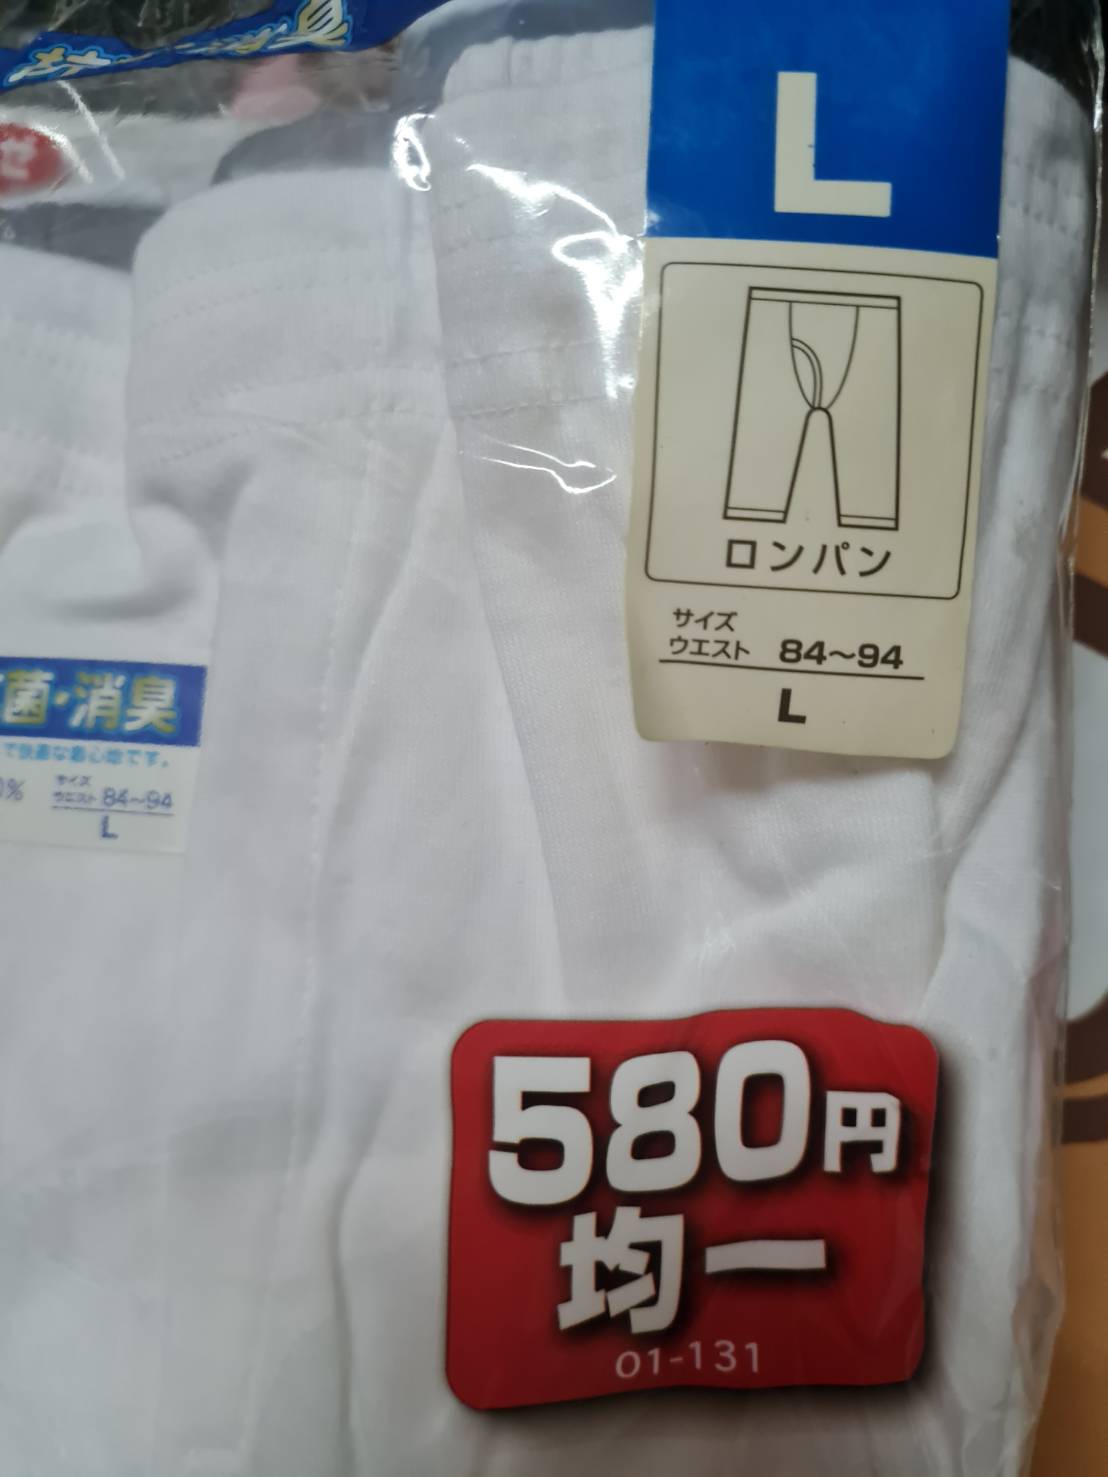 せ
L
ロンパン
サイズ
ウエスト 84～94
L
菌・消臭
で快適な着心地です。
0%
サイズ
ウエスト 84～94
L
580円
均一
01-131